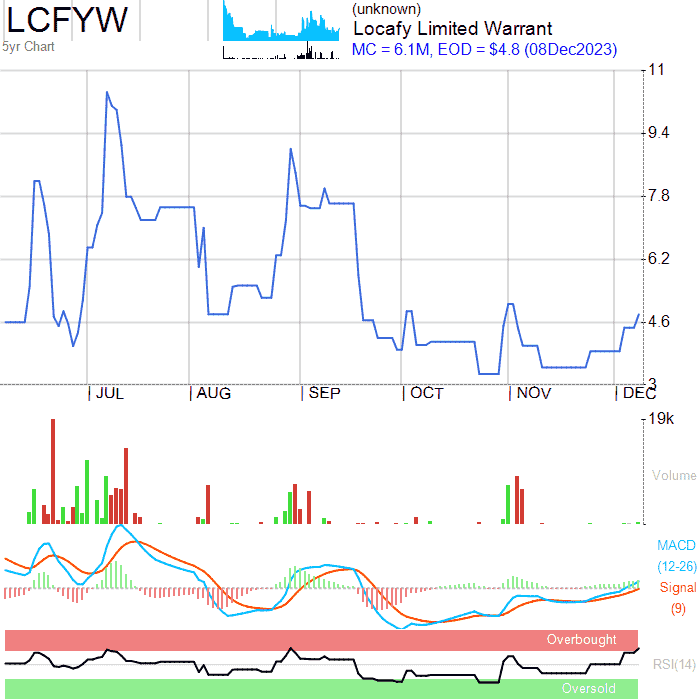 LCFYW
5yr Chart
(unknown)
Locafy Limited Warrant
MC = 6.1M, EOD = $4.8 (08Dec2023)
11
9.4
7.8
6.2
4.6
3
JUL AUG SEP OCT NOV DEC
19k
Volume
MACD
(12-26)
Signal
(9)
Overbought
RSI(14)
Oversold